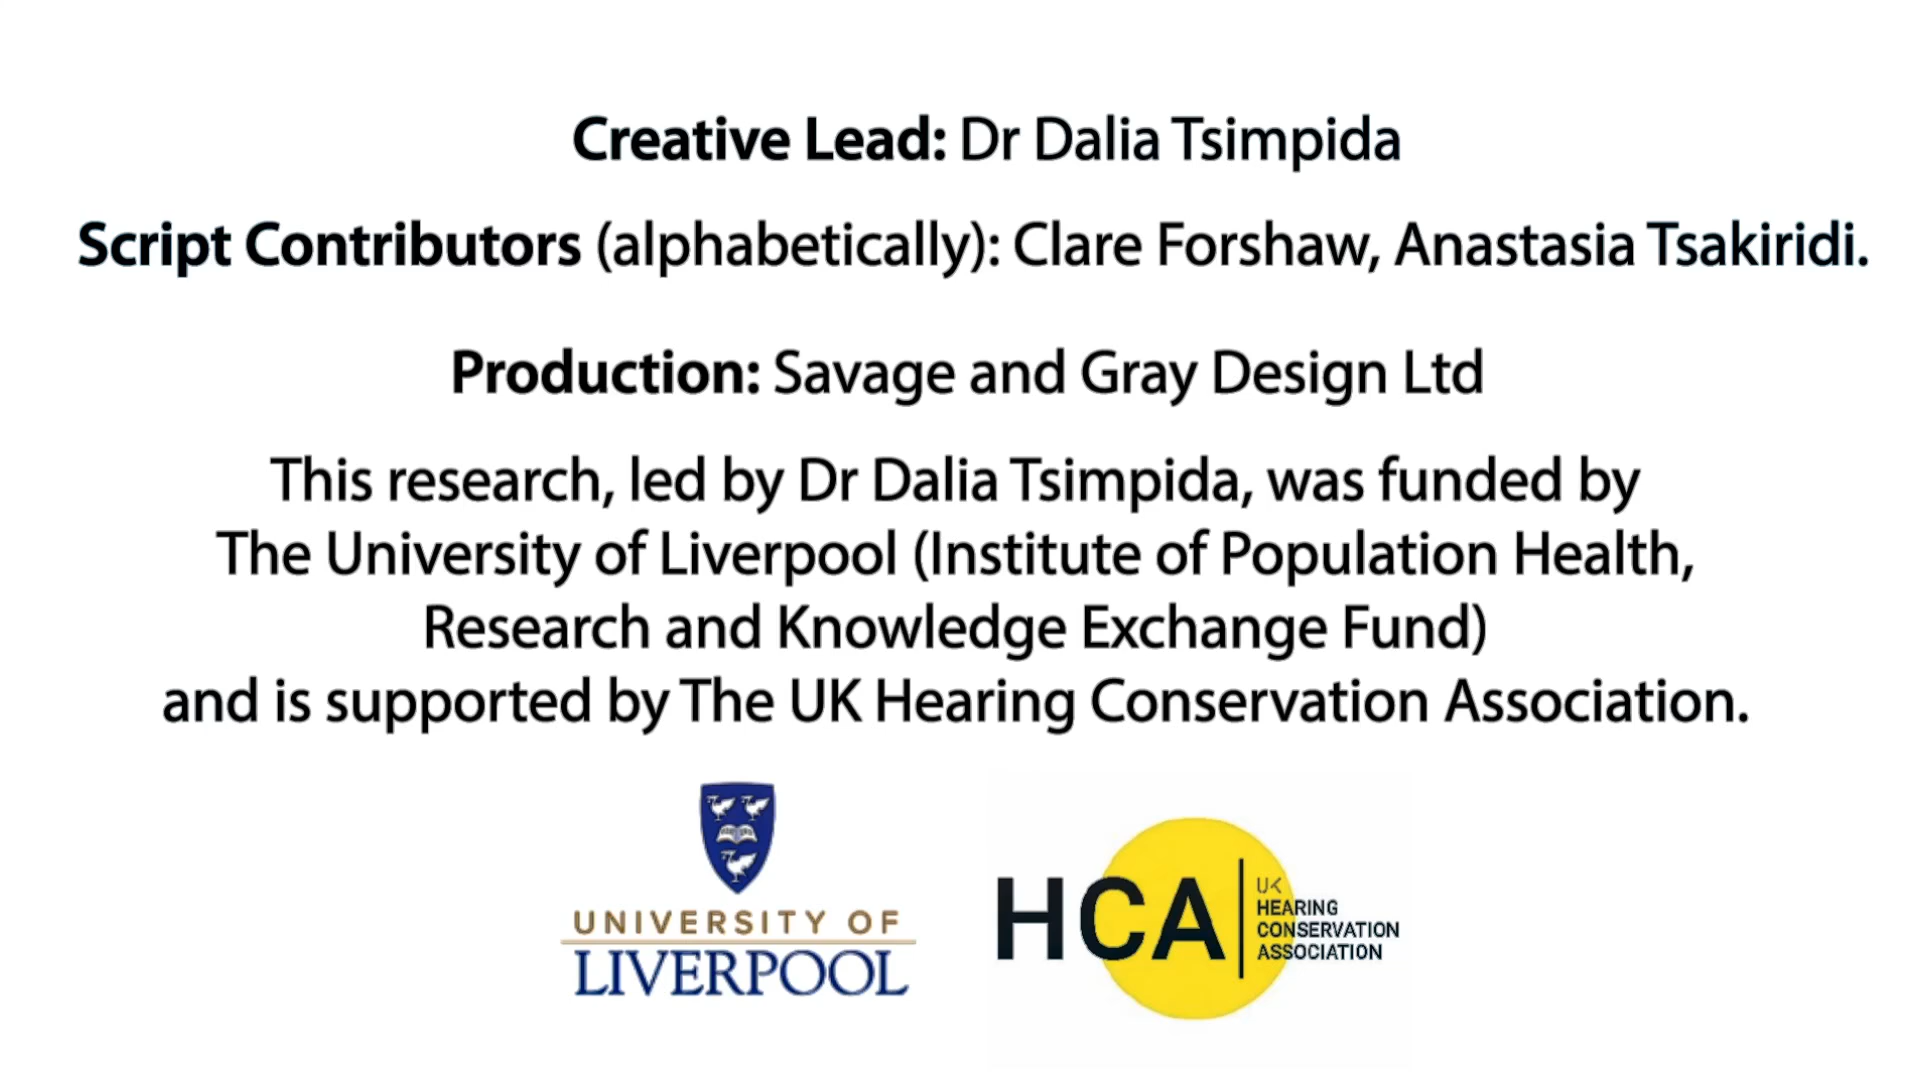 Creative Lead: Dr Dalia Tsimpida
Script Contributors (alphabetically): Clare Forshaw, Anastasia Tsakiridi.
Production: Savage and Gray Design Ltd
This research, led by Dr Dalia Tsimpida, was funded by
The University of Liverpool (Institute of Population Health,
Research and Knowledge Exchange Fund)
and is supported by The UK Hearing Conservation Association.
UNIVERSITY OF
LIVERPOOL
HCA
UK
HEARING
CONSERVATION
ASSOCIATION